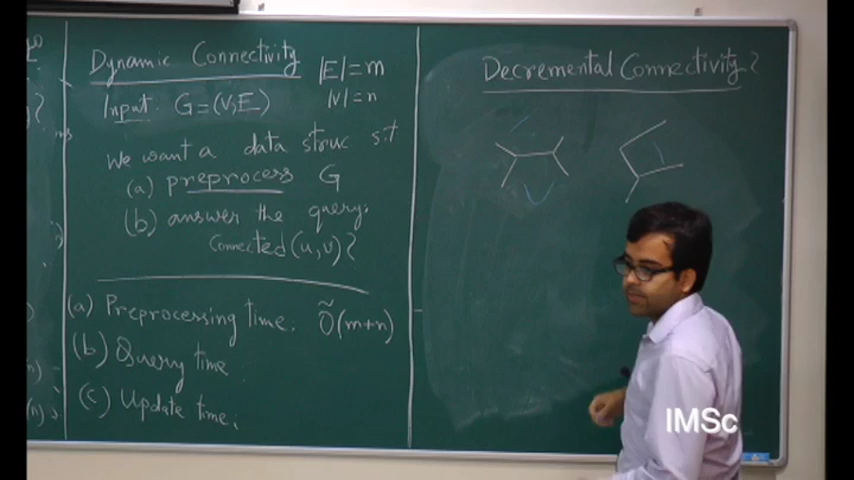 Dynamic Connectivity
|E|=m
|V|=n
Input: G=(V,E)
We want a data struc s.t
(a) preprocess G
(b) answer the query:
Connected (u,v)?
(a) Preprocessing time: Õ(m+n)
(b) Query time
(c) Update time:
Decremental Connectivity?
IMSc